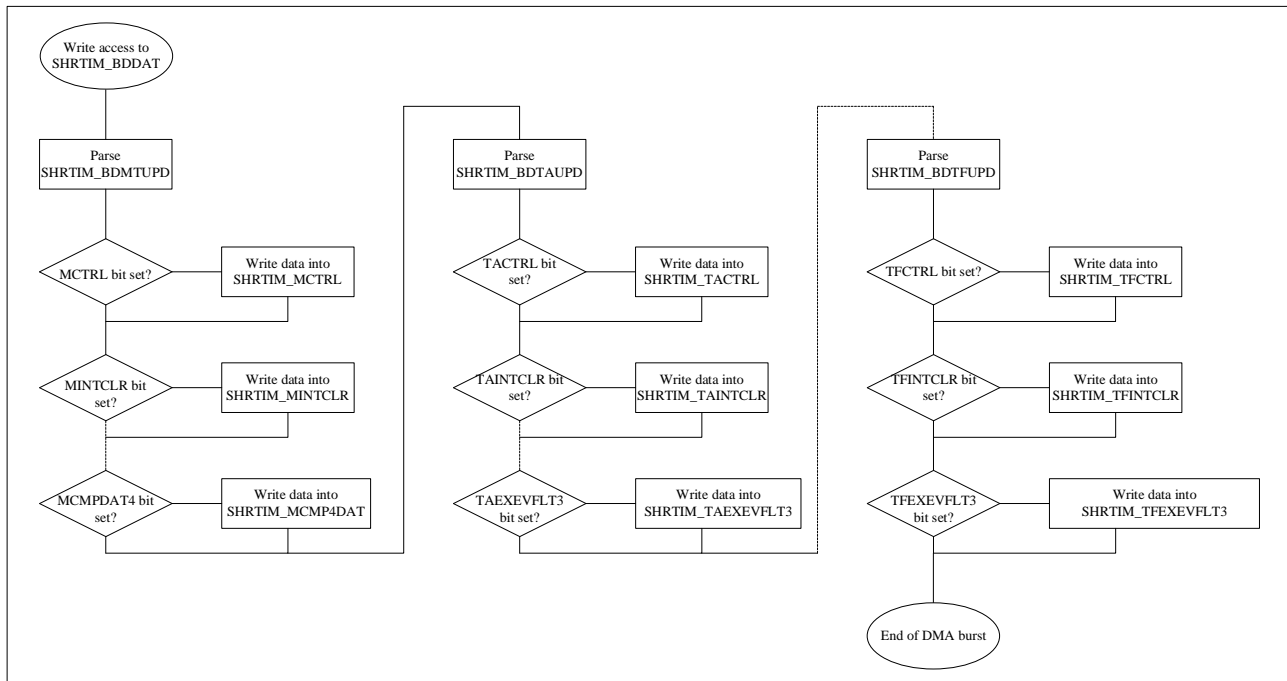 Write access to
SHRTIM_BDDAT
Parse
SHRTIM_BDMTUPD
MCTRL bit set?
Write data into
SHRTIM_MCTRL
MINTCLR bit
set?
Write data into
SHRTIM_MINTCLR
MCMPDAT4 bit
set?
Write data into
SHRTIM_MCMP4DAT
Parse
SHRTIM_BDTAUPD
TACTRL bit
set?
Write data into
SHRTIM_TACTRL
TAINTCLR bit
set?
Write data into
SHRTIM_TAINTCLR
TAEXEVFLT3
bit set?
Write data into
SHRTIM_TAEXEVFLT3
Parse
SHRTIM_BDTFUPD
TFCTRL bit set?
Write data into
SHRTIM_TFCTRL
TFINTCLR bit
set?
Write data into
SHRTIM_TFINTCLR
TFEXEVFLT3
bit set?
Write data into
SHRTIM_TFEXEVFLT3
End of DMA burst